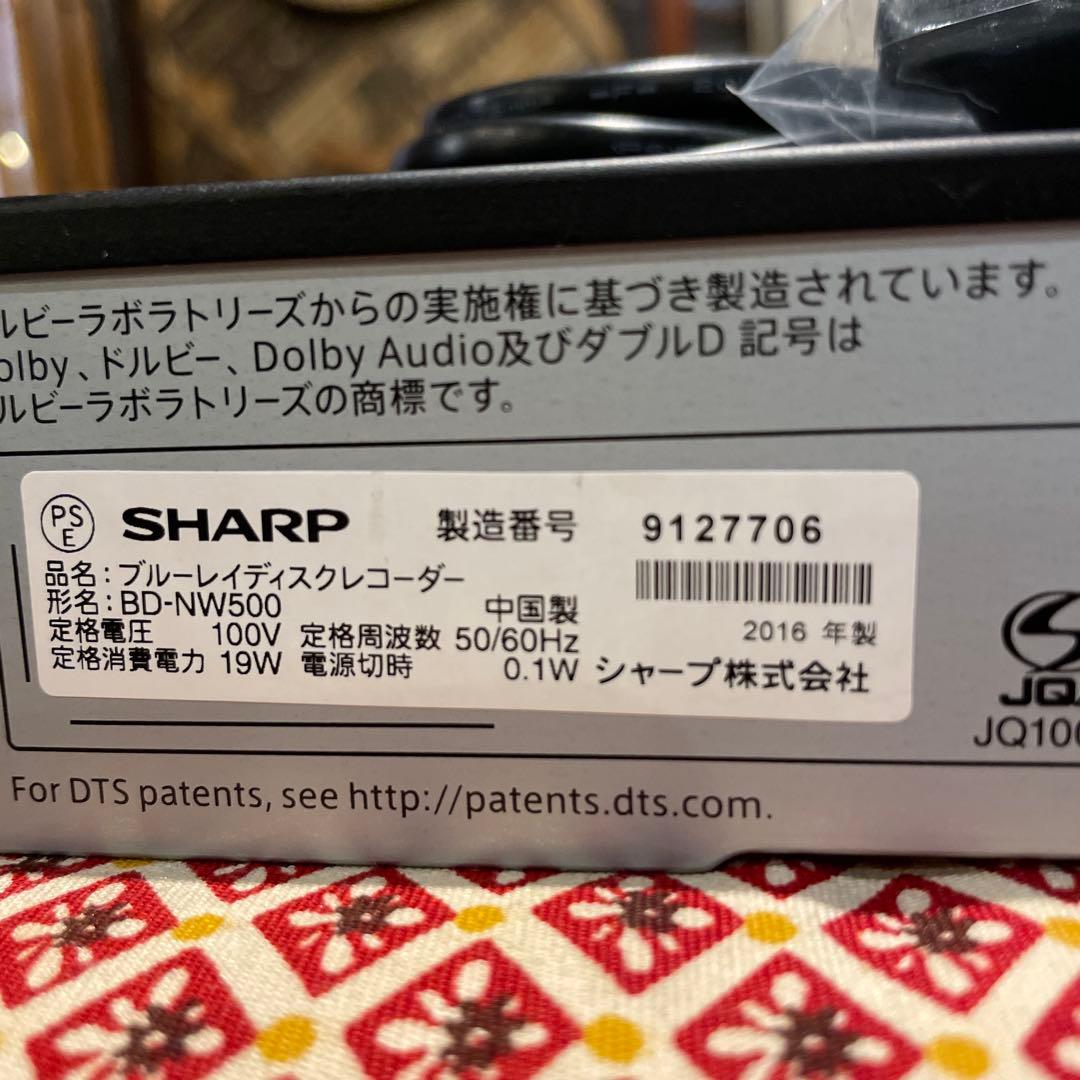 ルビーラボラトリーズからの実施権に基づき製造されています。
olby、ドルビー、Dolby Audio及びダブルD 記号は
ルビーラボラトリーズの商標です。
PSE SHARP 製造番号 9127706
品名：ブルーレイディスクレコーダー
形名：BD-NW500 中国製
2016 年製
定格電圧 100V 定格周波数 50/60Hz
定格消費電力 19W 電源切時 0.1W シャープ株式会社
JQA
JQ100
For DTS patents, see http://patents.dts.com.